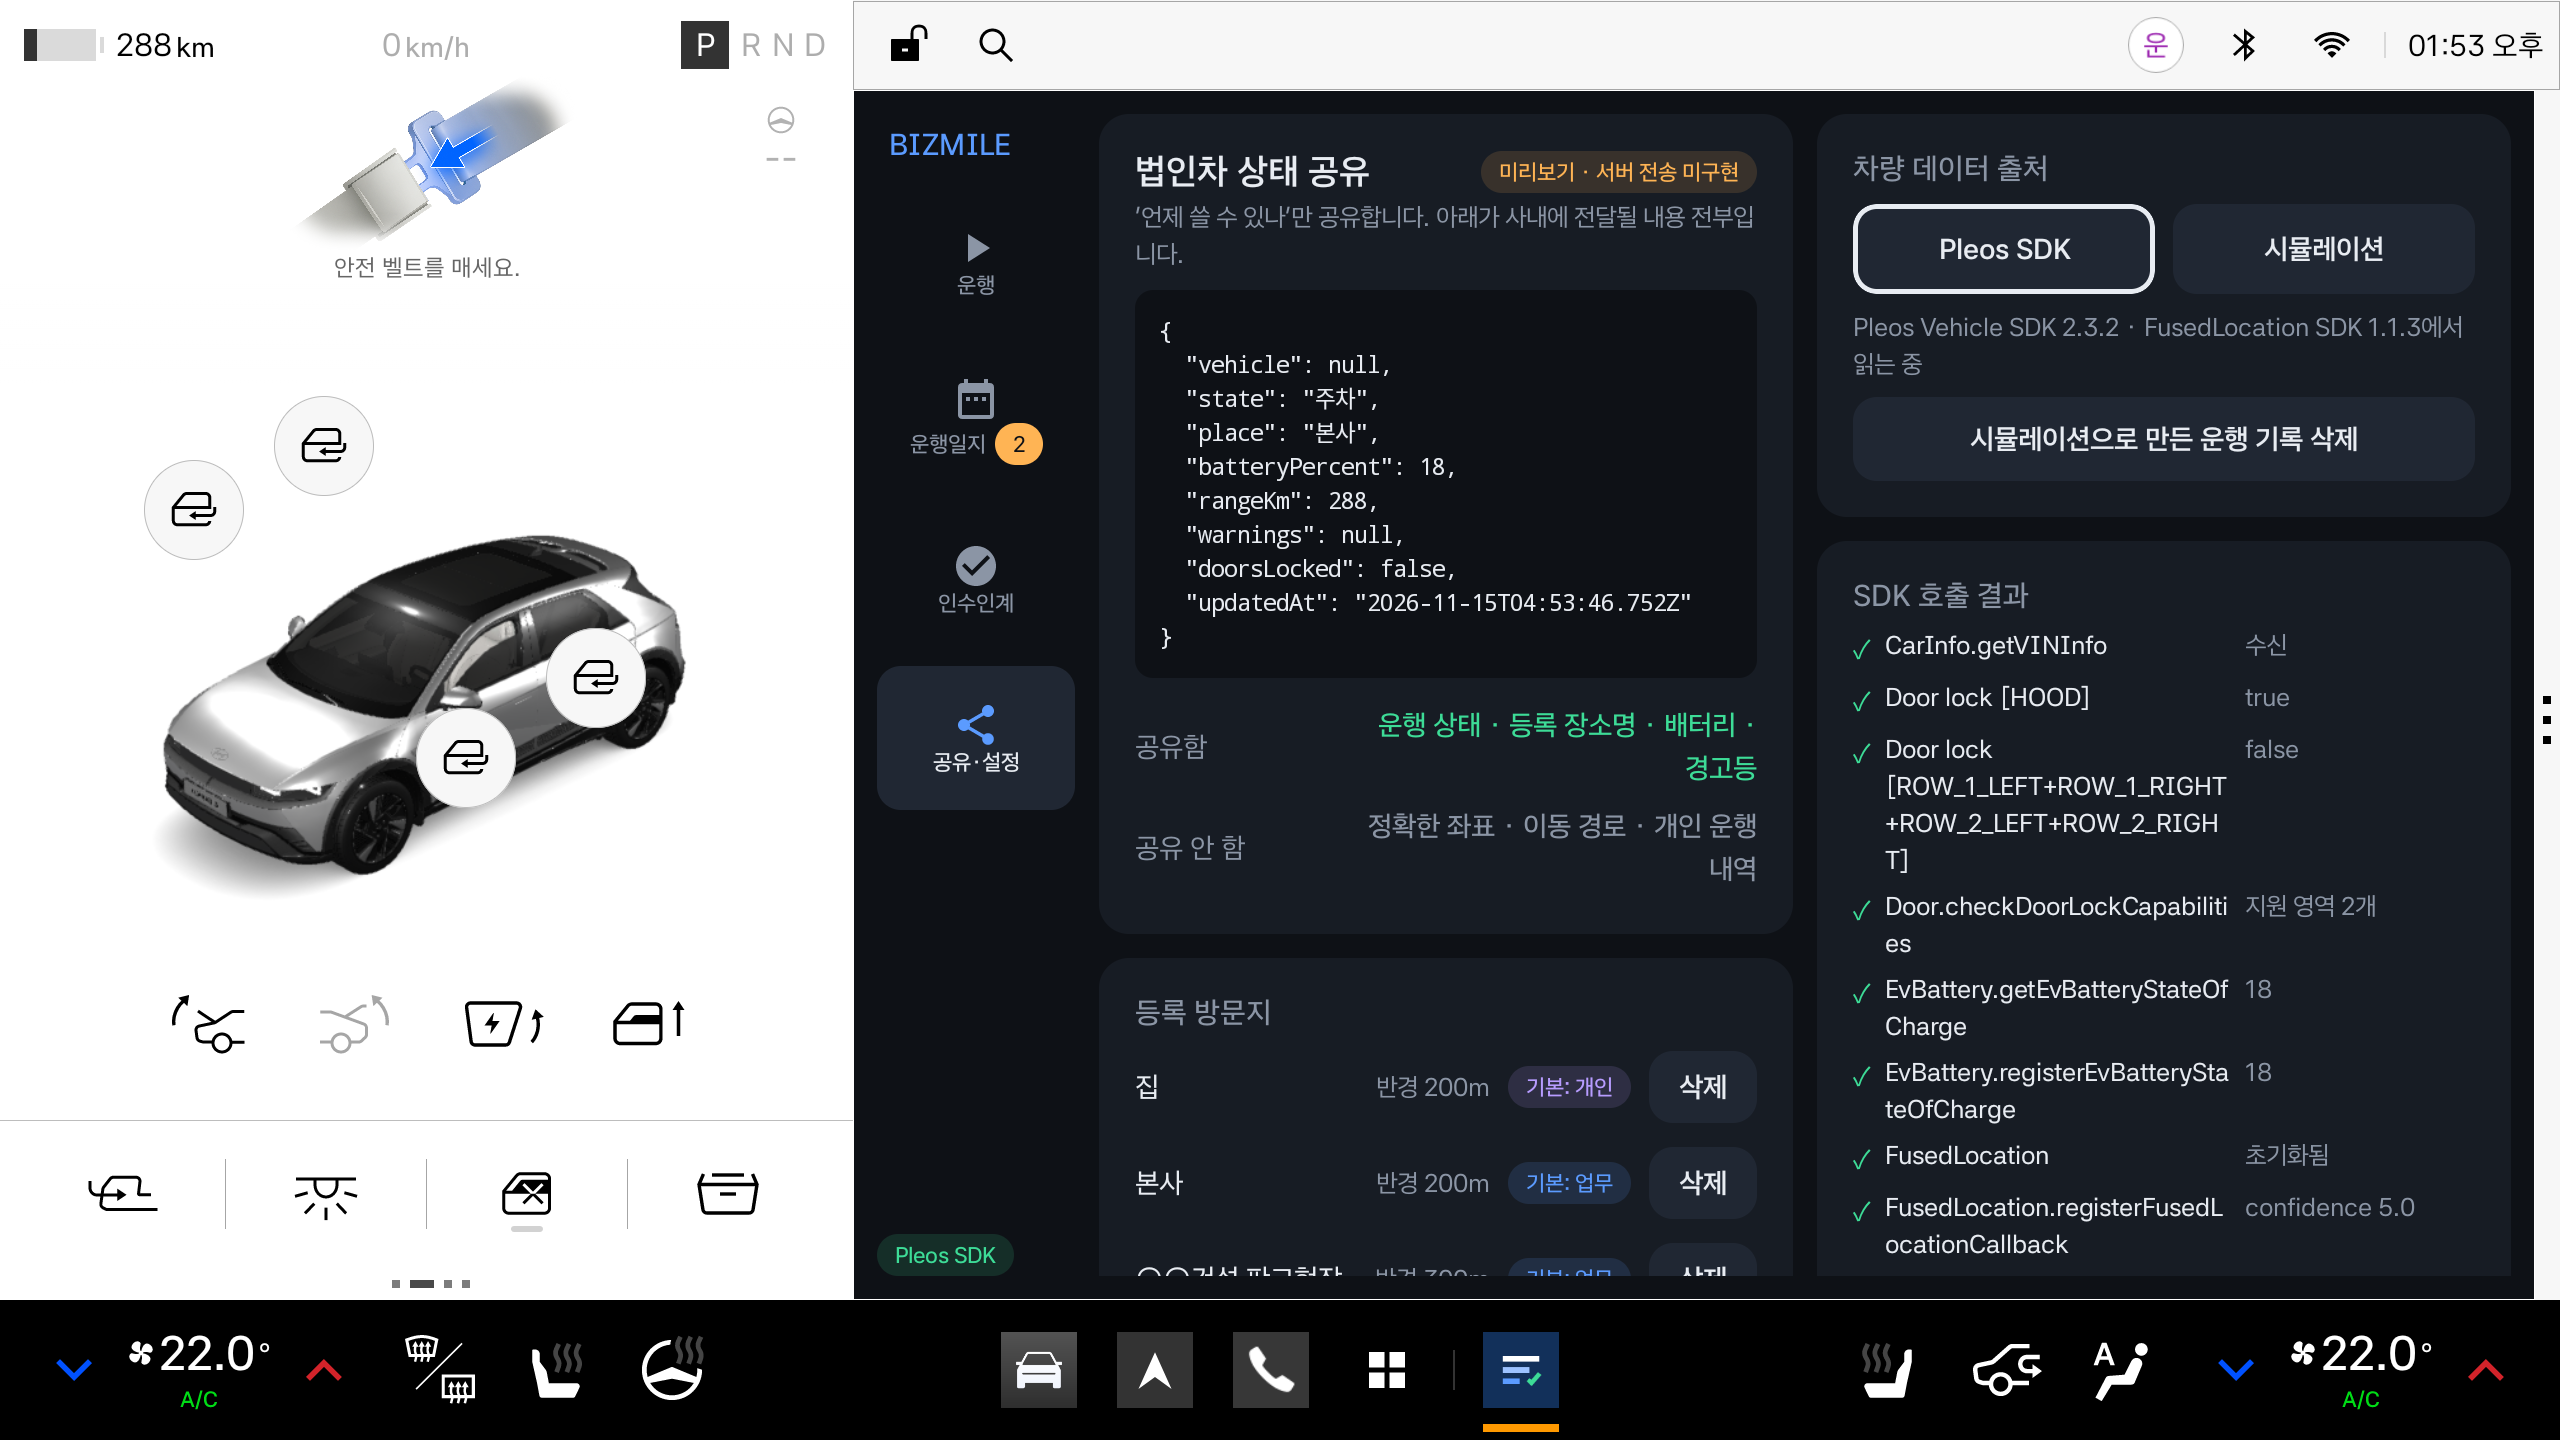 288 km
0 km/h
P R N D
안전 벨트를 매세요.
운
01:53 오후
BIZMILE
운행
운행일지 2
인수인계
공유·설정
Pleos SDK
법인차 상태 공유
미리보기 · 서버 전송 미구현
'언제 쓸 수 있나'만 공유합니다. 아래가 사내에 전달될 내용 전부입
니다.
{
"vehicle": null,
"state": "주차",
"place": "본사",
"batteryPercent": 18,
"rangeKm": 288,
"warnings": null,
"doorsLocked": false,
"updatedAt": "2026-11-15T04:53:46.752Z"
}
공유함
운행 상태 · 등록 장소명 · 배터리 ·
경고등
공유 안 함
정확한 좌표 · 이동 경로 · 개인 운행
내역
등록 방문지
집 반경 200m 기본: 개인 삭제
본사 반경 200m 기본: 업무 삭제
차량 데이터 출처
Pleos SDK
시뮬레이션
Pleos Vehicle SDK 2.3.2 · FusedLocation SDK 1.1.3에서
읽는 중
시뮬레이션으로 만든 운행 기록 삭제
SDK 호출 결과
✓ CarInfo.getVINInfo 수신
✓ Door lock [HOOD] true
✓ Door lock false
[ROW_1_LEFT+ROW_1_RIGHT
+ROW_2_LEFT+ROW_2_RIGH
T]
✓ Door.checkDoorLockCapabiliti 지원 영역 2개
es
✓ EvBattery.getEvBatteryStateOf 18
Charge
✓ EvBattery.registerEvBatterySta 18
teOfCharge
✓ FusedLocation 초기화됨
✓ FusedLocation.registerFusedL confidence 5.0
ocationCallback
22.0°
A/C
A
22.0°
A/C